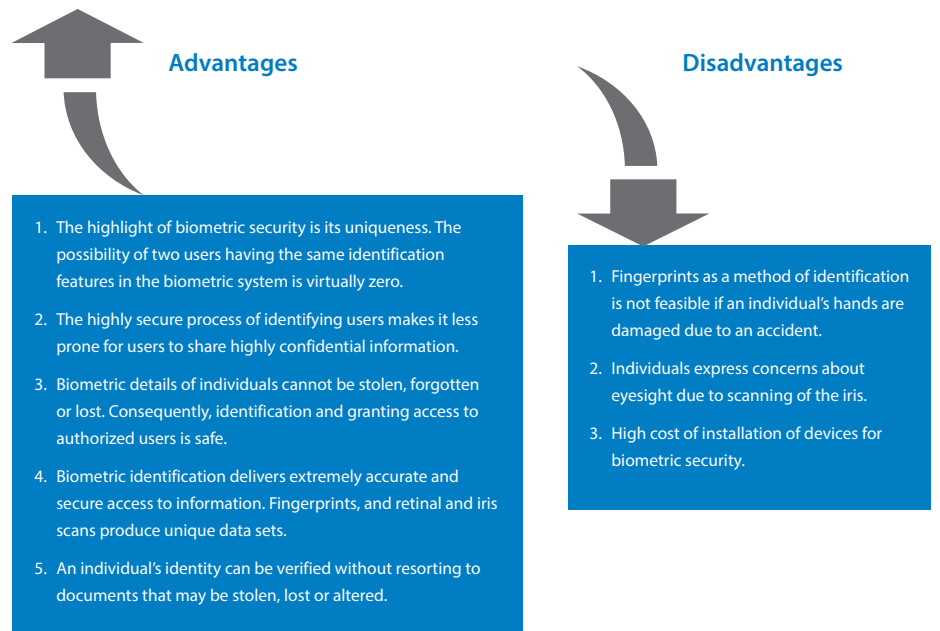 Advantages
1. The highlight of biometric security is its uniqueness. The
possibility of two users having the same identification
features in the biometric system is virtually zero.
2. The highly secure process of identifying users makes it less
prone for users to share highly confidential information.
3. Biometric details of individuals cannot be stolen, forgotten
or lost. Consequently, identification and granting access to
authorized users is safe.
4. Biometric identification delivers extremely accurate and
secure access to information. Fingerprints, and retinal and iris
scans produce unique data sets.
5. An individual’s identity can be verified without resorting to
documents that may be stolen, lost or altered.
Disadvantages
1. Fingerprints as a method of identification
is not feasible if an individual’s hands are
damaged due to an accident.
2. Individuals express concerns about
eyesight due to scanning of the iris.
3. High cost of installation of devices for
biometric security.